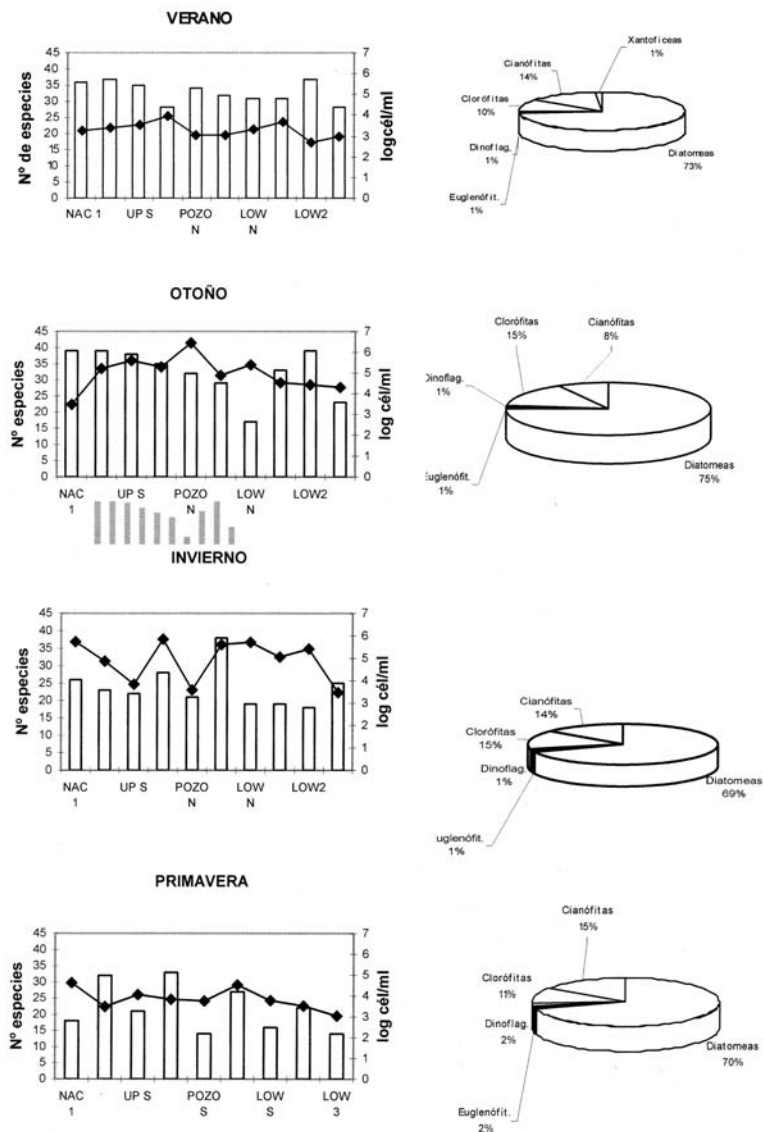 VERANO
Nº de especies
45
40
35
30
25
20
15
10
5
0
7
6
5
4
3
2
1
0
logcél/ml
NAC 1
UP S
POZO
N
LOW
N
LOW2
Xantoficeas
1%
Cianófitas
14%
Clorófitas
10%
Dinoflag.
1%
Euglenófit.
1%
Diatomeas
73%
OTOÑO
Nº especies
45
40
35
30
25
20
15
10
5
0
7
6
5
4
3
2
1
0
log cél/ml
NAC
1
UP S
POZO
N
LOW
N
LOW2
Clorófitas
15%
Cianófitas
8%
Dinoflag.
1%
Euglenófit.
1%
Diatomeas
75%
INVIERNO
Nº especies
45
40
35
30
25
20
15
10
5
0
7
6
5
4
3
2
1
0
log cél/ml
NAC
1
UP S
POZO
N
LOW
N
LOW2
Cianófitas
14%
Clorófitas
15%
Dinoflag.
1%
uglenófit.
1%
Diatomeas
69%
PRIMAVERA
Nº especies
45
40
35
30
25
20
15
10
5
0
7
6
5
4
3
2
1
0
log cél/ml
NAC
1
UP S
POZO
S
LOW
S
LOW
3
Cianófitas
15%
Clorófitas
11%
Dinoflag.
2%
Euglenófit.
2%
Diatomeas
70%